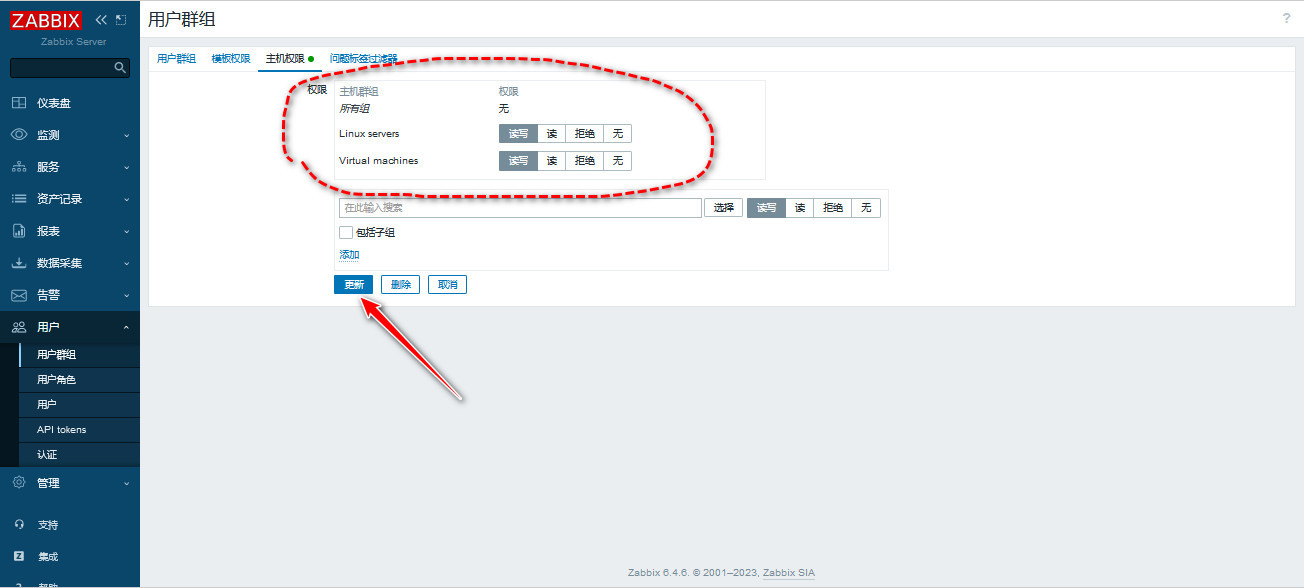 ZABBIX
Zabbix Server
仪表盘
监测
服务
资产记录
报表
数据采集
告警
用户
用户群组
用户角色
用户
API tokens
认证
管理
支持
集成
帮助
用户群组
?
用户群组 模板权限 主机权限 问题标签过滤器
权限 主机群组 权限
所有组 无
Linux servers 读写 读 拒绝 无
Virtual machines 读写 读 拒绝 无
在此输入搜索 选择 读写 读 拒绝 无
包括子组
添加
更新 删除 取消
Zabbix 6.4.6. © 2001–2023, Zabbix SIA